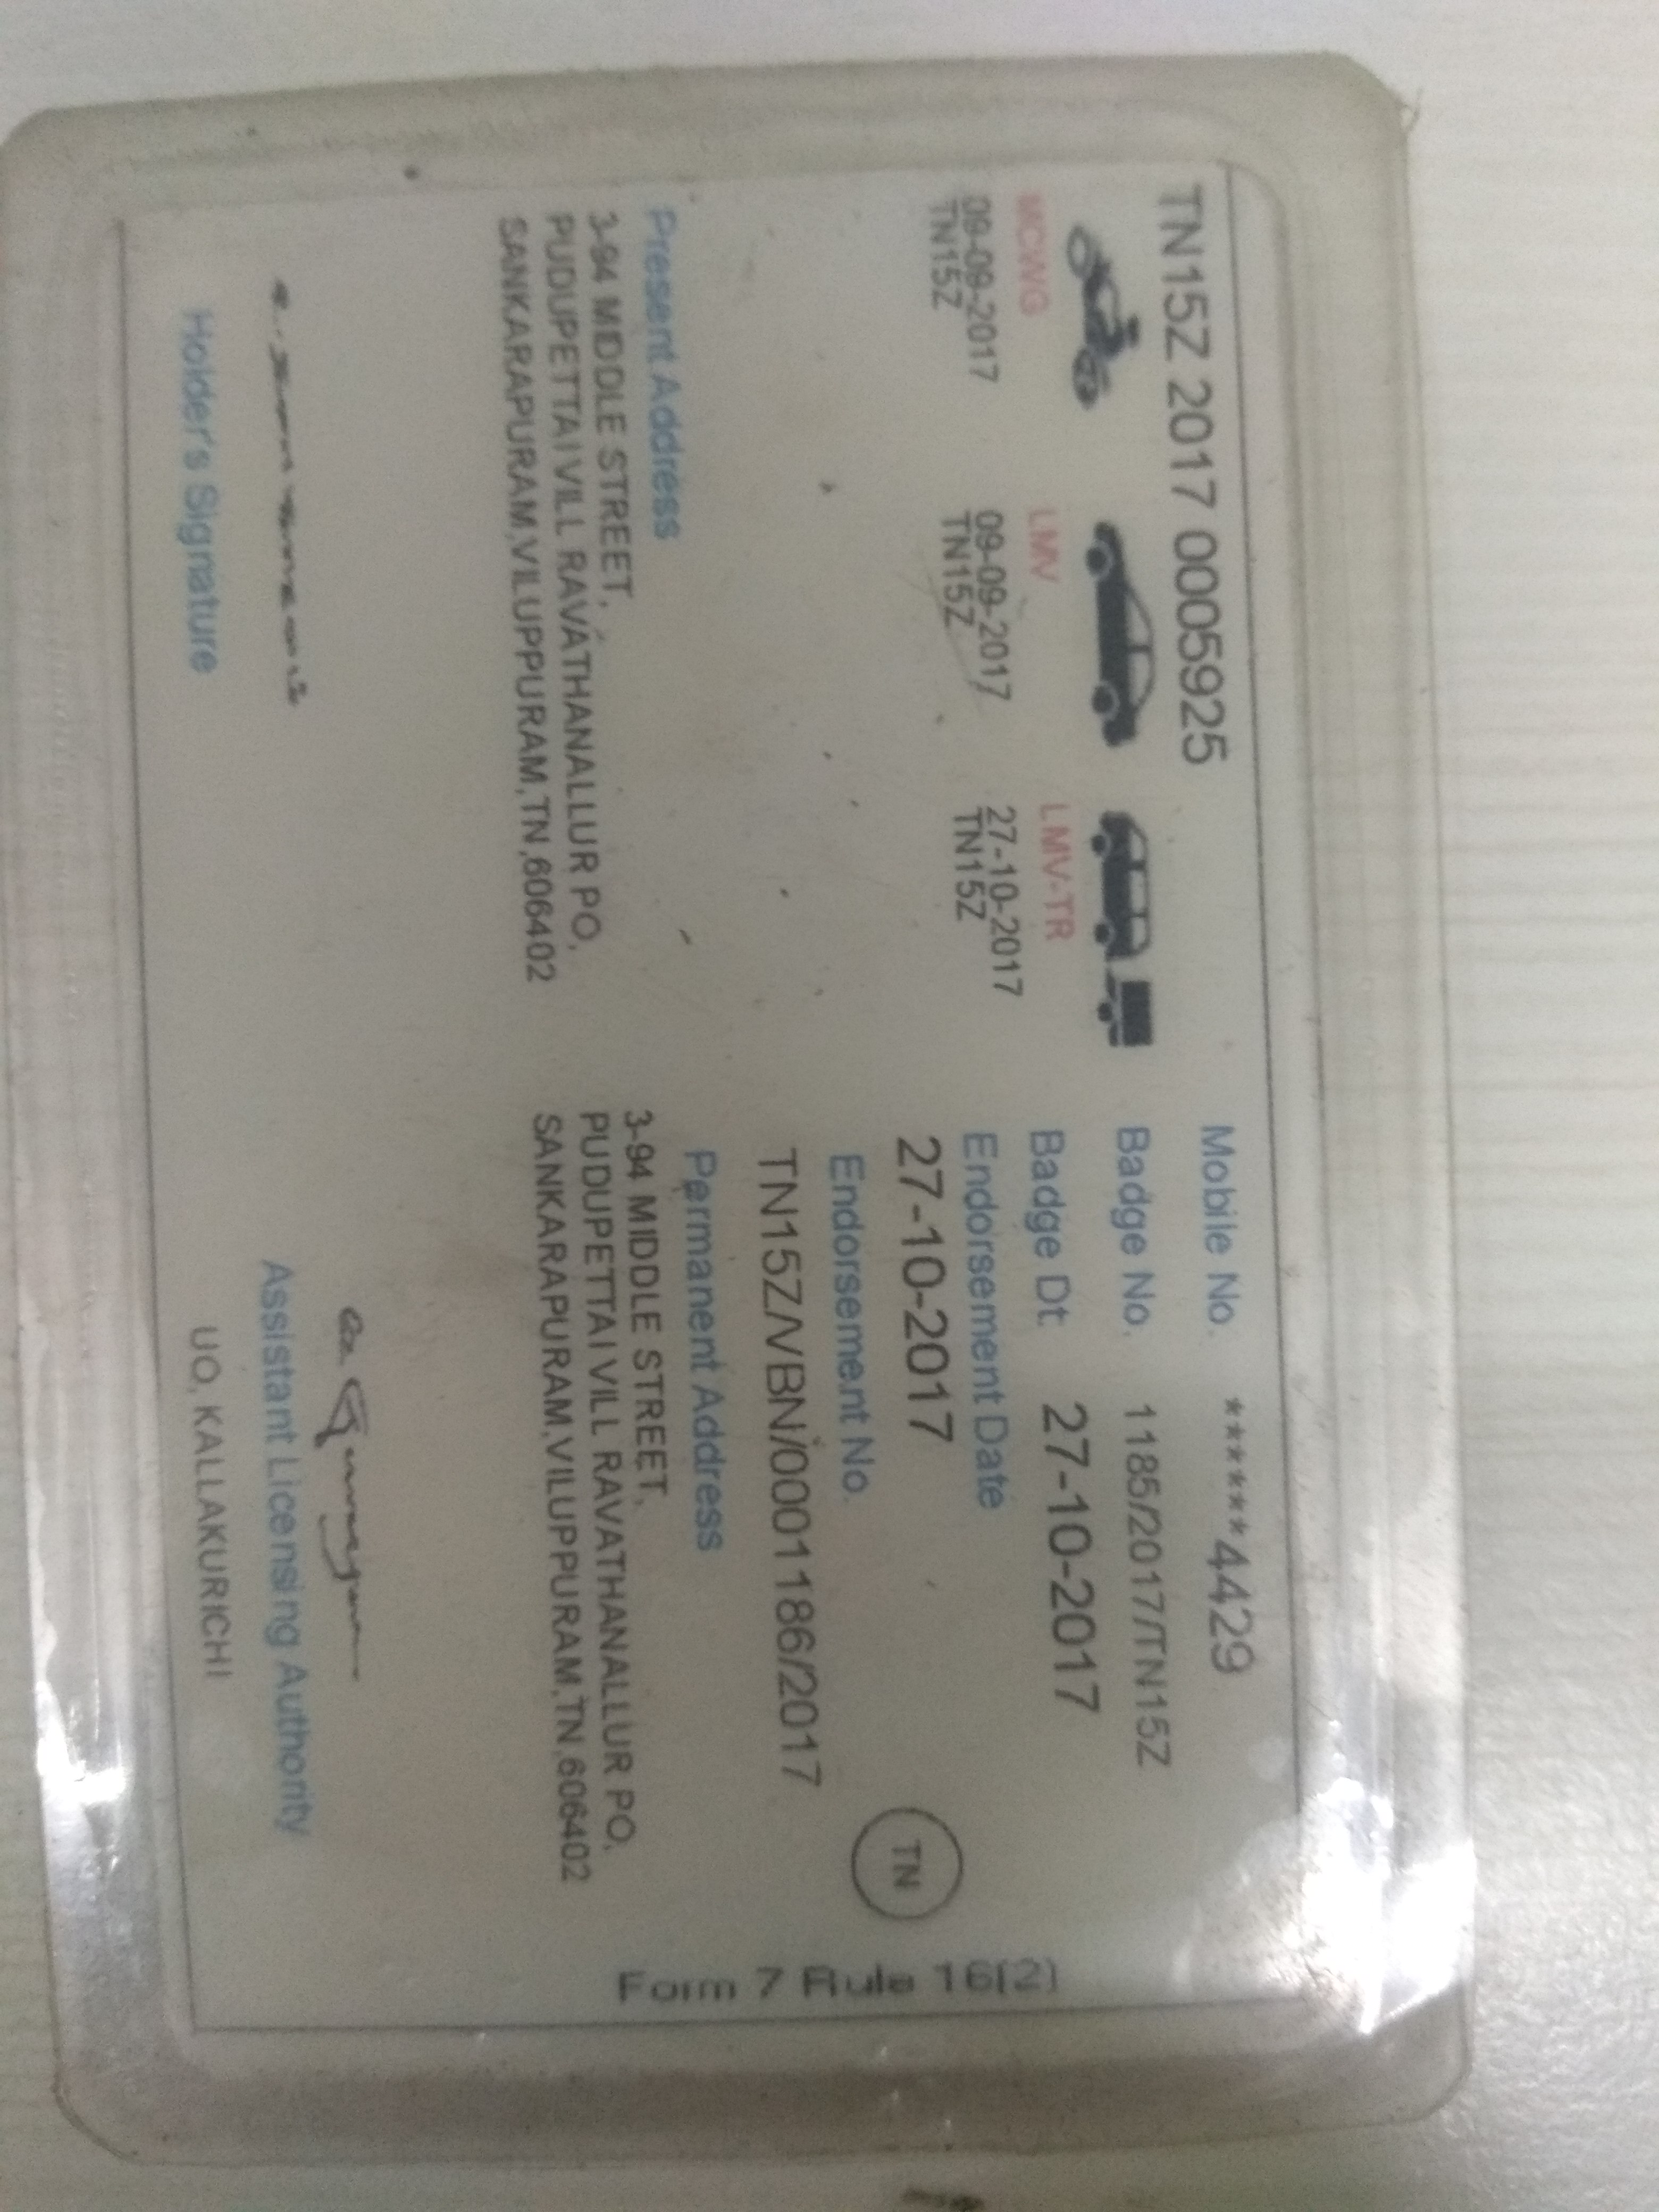 TN15Z 2017 0005925
Mobile No. ******4429
MCWG
09-09-2017
TN15Z
LMV
09-09-2017
TN15Z
LMV-TR
27-10-2017
TN15Z
Badge No. 1185/2017/TN15Z
Badge Dt 27-10-2017
Endorsement Date
27-10-2017
Endorsement No.
TN15Z/VBN/0001186/2017
TN
Form 7 Rule 16(2)
Present Address
3-94 MIDDLE STREET,
PUDUPETTAI VILL RAVATHANALLUR PO,
SANKARAPURAM,VILUPPURAM,TN,606402
Permanent Address
3-94 MIDDLE STREET,
PUDUPETTAI VILL RAVATHANALLUR PO,
SANKARAPURAM,VILUPPURAM,TN,606402
Holder's Signature
Assistant Licensing Authority
UO, KALLAKURICHI